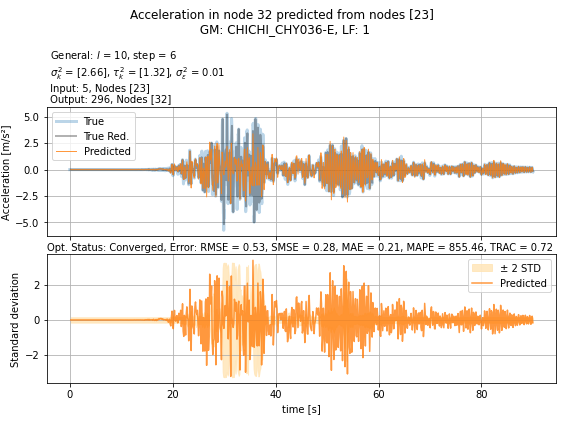 Acceleration in node 32 predicted from nodes [23]
GM: CHICHI_CHY036-E, LF: 1
General: l = 10, step = 6
σ²ₖ = [2.66], τ²ₖ = [1.32], σ²ε = 0.01
Input: 5, Nodes [23]
Output: 296, Nodes [32]
Acceleration [m/s²]
5.0
2.5
0.0
−2.5
−5.0
True
True Red.
Predicted
Opt. Status: Converged, Error: RMSE = 0.53, SMSE = 0.28, MAE = 0.21, MAPE = 855.46, TRAC = 0.72
Standard deviation
2
0
−2
± 2 STD
Predicted
0 20 40 60 80
time [s]